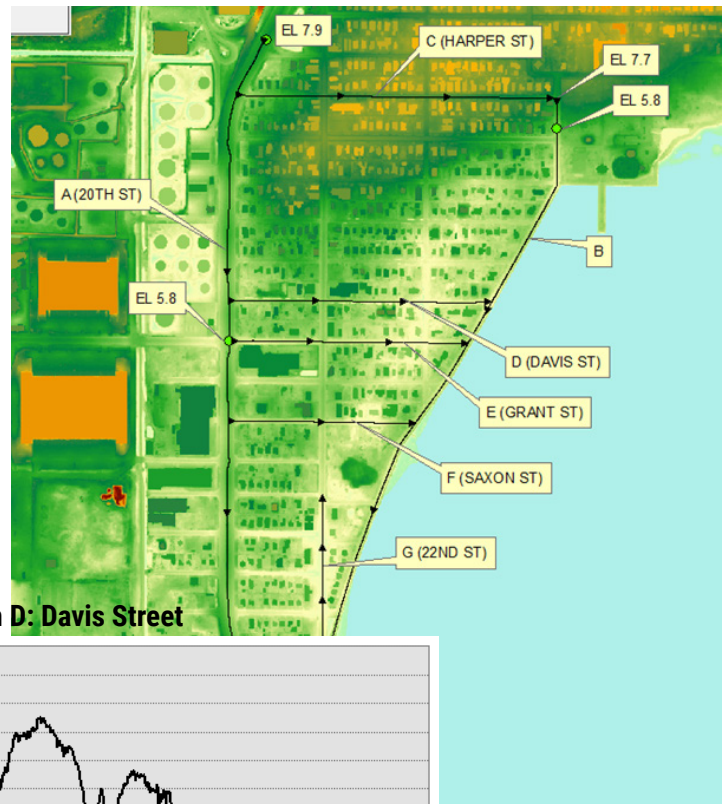 EL 7.9
C (HARPER ST)
EL 7.7
EL 5.8
A (20TH ST)
B
EL 5.8
D (DAVIS ST)
E (GRANT ST)
F (SAXON ST)
G (22ND ST)
D: Davis Street